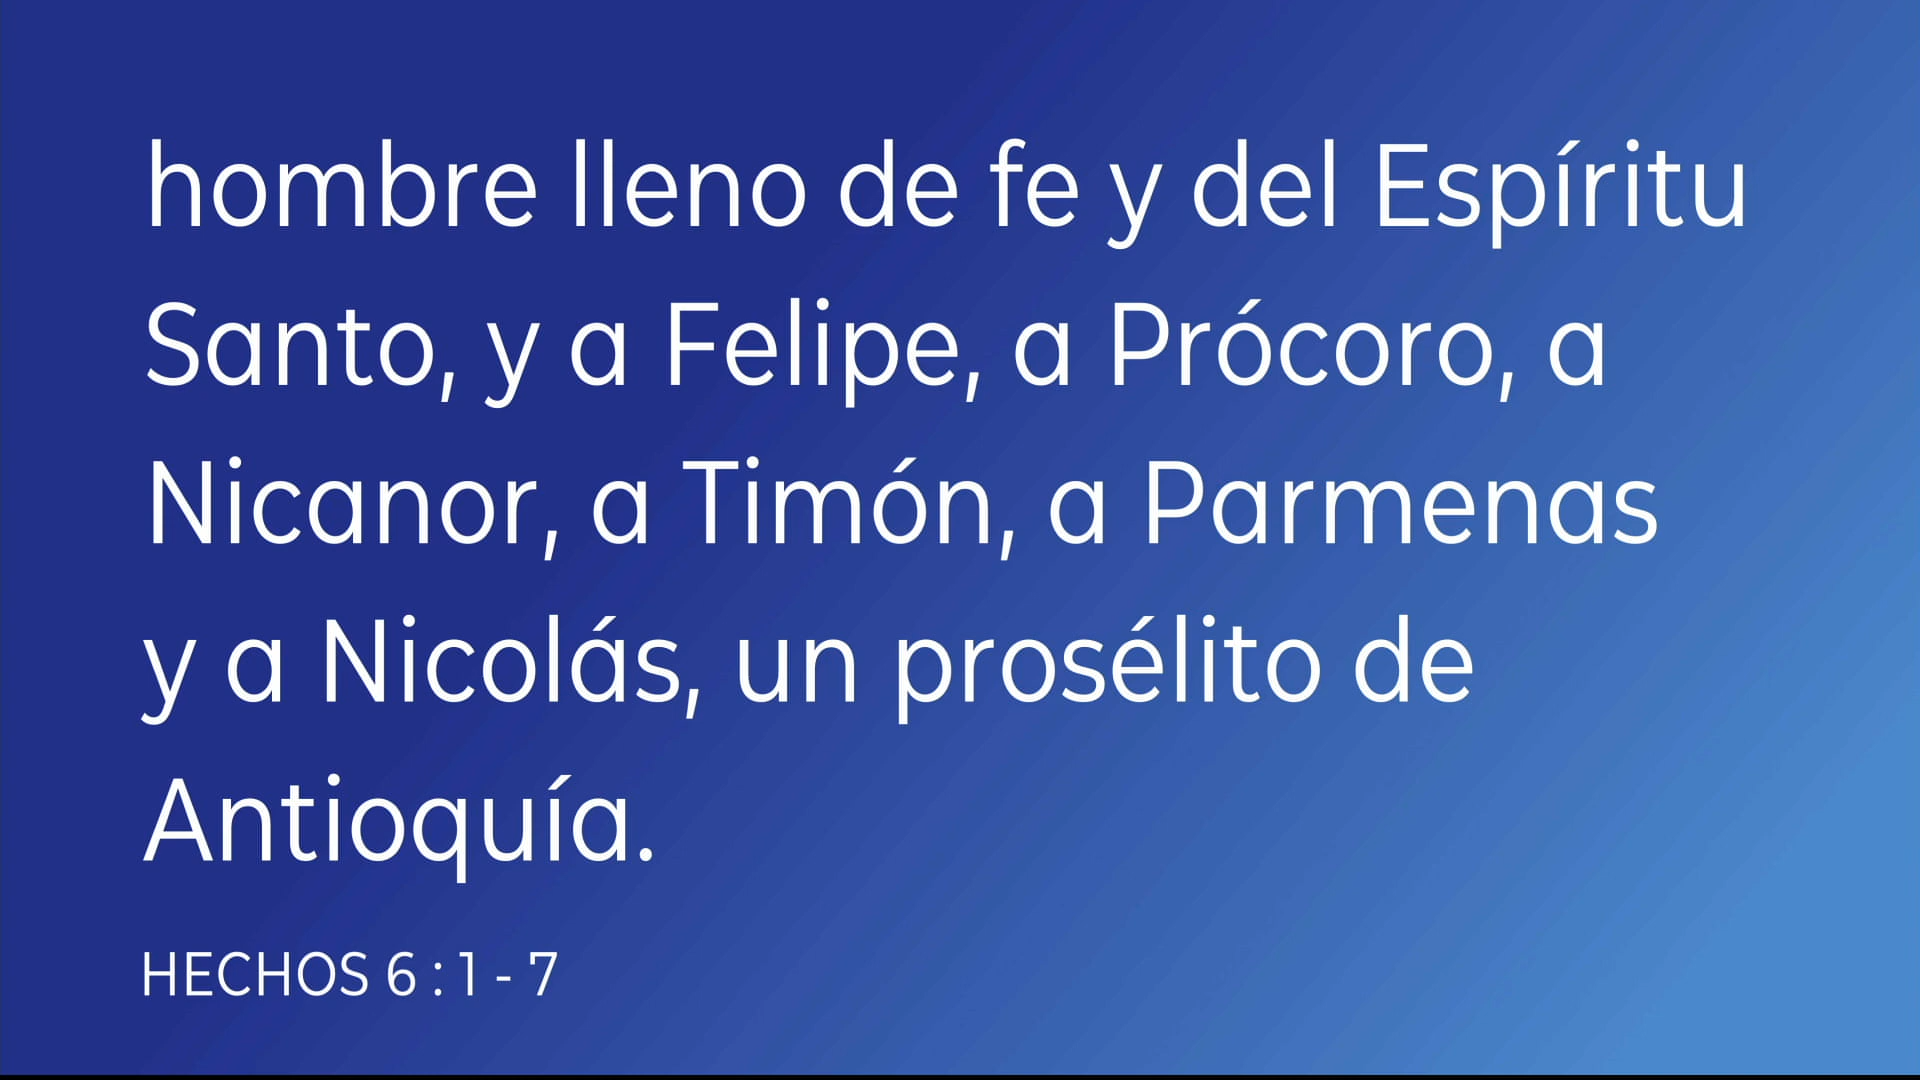 hombre lleno de fe y del Espíritu
Santo, y a Felipe, a Prócoro, a
Nicanor, a Timón, a Parmenas
y a Nicolás, un prosélito de
Antioquía.
HECHOS 6 : 1 - 7